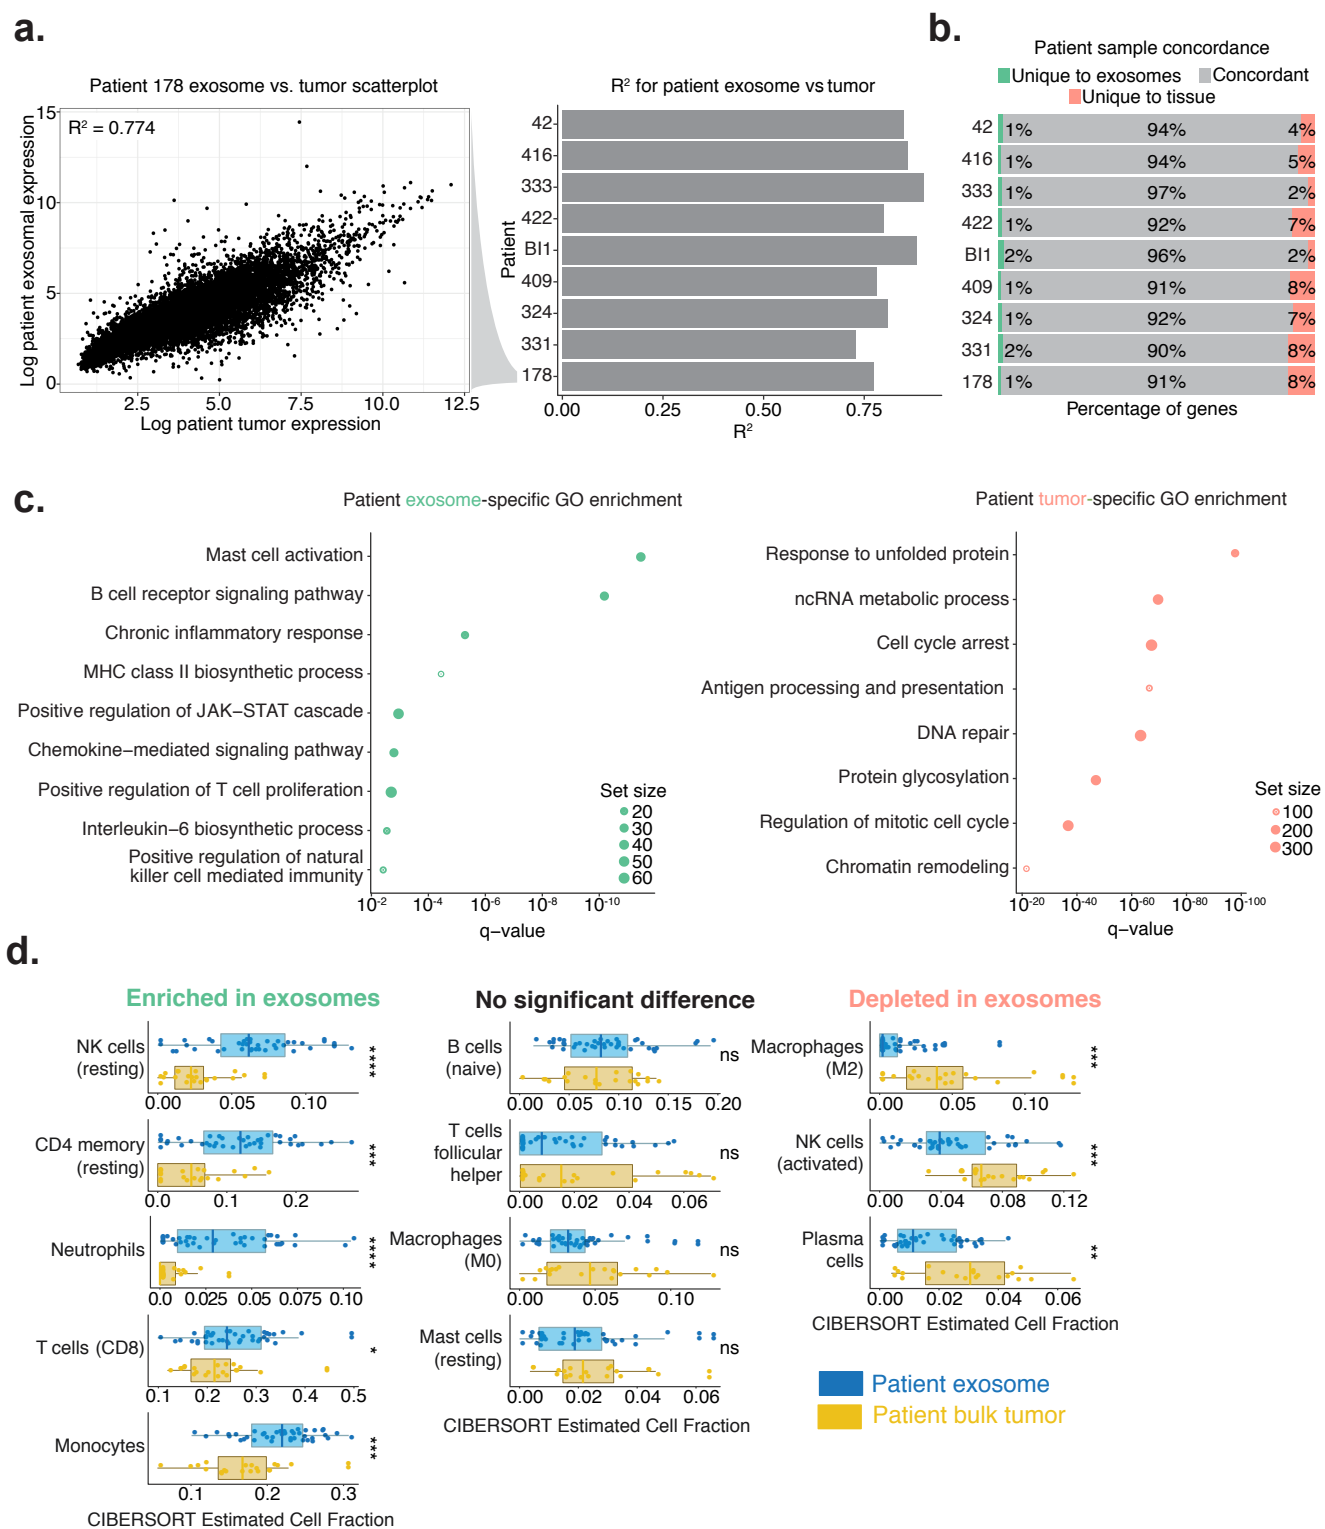 a.
Patient 178 exosome vs. tumor scatterplot
R² = 0.774
15
10
5
0
Log patient exosomal expression
2.5 5.0 7.5 10.0 12.5
Log patient tumor expression
R² for patient exosome vs tumor
Patient
42
416
333
422
BI1
409
324
331
178
0.00 0.25 0.50 0.75
R²
b.
Patient sample concordance
Unique to exosomes Concordant
Unique to tissue
42 1% 94% 4%
416 1% 94% 5%
333 1% 97% 2%
422 1% 92% 7%
BI1 2% 96% 2%
409 1% 91% 8%
324 1% 92% 7%
331 2% 90% 8%
178 1% 91% 8%
Percentage of genes
c.
Patient exosome-specific GO enrichment
Mast cell activation
B cell receptor signaling pathway
Chronic inflammatory response
MHC class II biosynthetic process
Positive regulation of JAK−STAT cascade
Chemokine−mediated signaling pathway
Positive regulation of T cell proliferation
Interleukin−6 biosynthetic process
Positive regulation of natural
killer cell mediated immunity
Set size
20
30
40
50
60
10⁻² 10⁻⁴ 10⁻⁶ 10⁻⁸ 10⁻¹⁰
q−value
Patient tumor-specific GO enrichment
Response to unfolded protein
ncRNA metabolic process
Cell cycle arrest
Antigen processing and presentation
DNA repair
Protein glycosylation
Regulation of mitotic cell cycle
Chromatin remodeling
Set size
100
200
300
10⁻²⁰ 10⁻⁴⁰ 10⁻⁶⁰ 10⁻⁸⁰ 10⁻¹⁰⁰
q−value
d.
Enriched in exosomes
NK cells
(resting)
****
0.00 0.05 0.10
CD4 memory
(resting)
***
0.0 0.1 0.2
Neutrophils
****
0.0 0.025 0.05 0.075 0.10
T cells (CD8)
*
0.1 0.2 0.3 0.4 0.5
Monocytes
***
0.1 0.2 0.3
CIBERSORT Estimated Cell Fraction
No significant difference
B cells
(naive)
ns
0.00 0.05 0.10 0.15 0.20
T cells
follicular
helper
ns
0.00 0.02 0.04 0.06
Macrophages
(M0)
ns
0.00 0.05 0.10
Mast cells
(resting)
ns
0.00 0.02 0.04 0.06
CIBERSORT Estimated Cell Fraction
Depleted in exosomes
Macrophages
(M2)
***
0.00 0.05 0.10
NK cells
(activated)
***
0.00 0.04 0.08 0.12
Plasma
cells
**
0.00 0.02 0.04 0.06
CIBERSORT Estimated Cell Fraction
Patient exosome
Patient bulk tumor